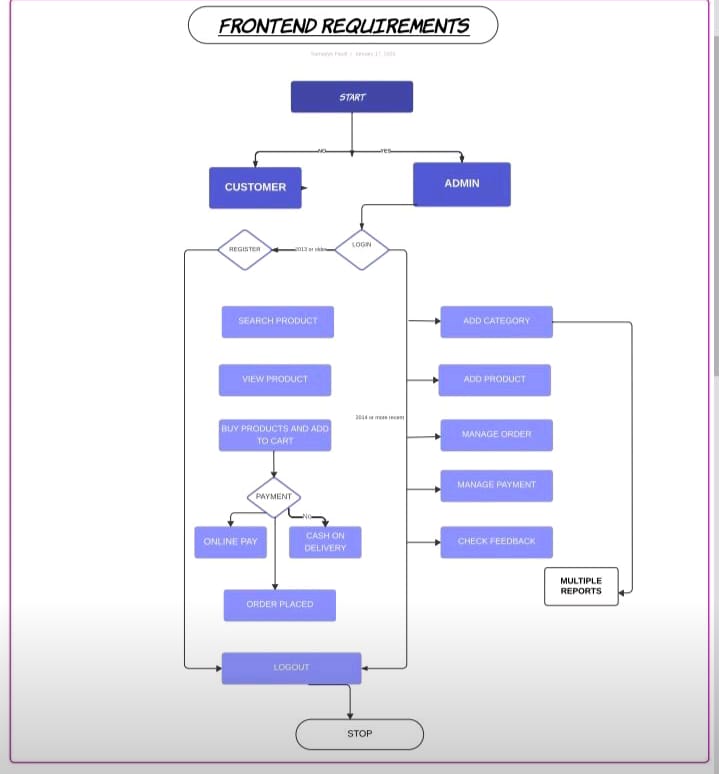 FRONTEND REQUIREMENTS
START
NO
YES
CUSTOMER
ADMIN
REGISTER
2013 or older
LOGIN
SEARCH PRODUCT
ADD CATEGORY
VIEW PRODUCT
ADD PRODUCT
2014 or more recent
BUY PRODUCTS AND ADD
TO CART
MANAGE ORDER
MANAGE PAYMENT
PAYMENT
No
ONLINE PAY
CASH ON
DELIVERY
CHECK FEEDBACK
MULTIPLE
REPORTS
ORDER PLACED
LOGOUT
STOP